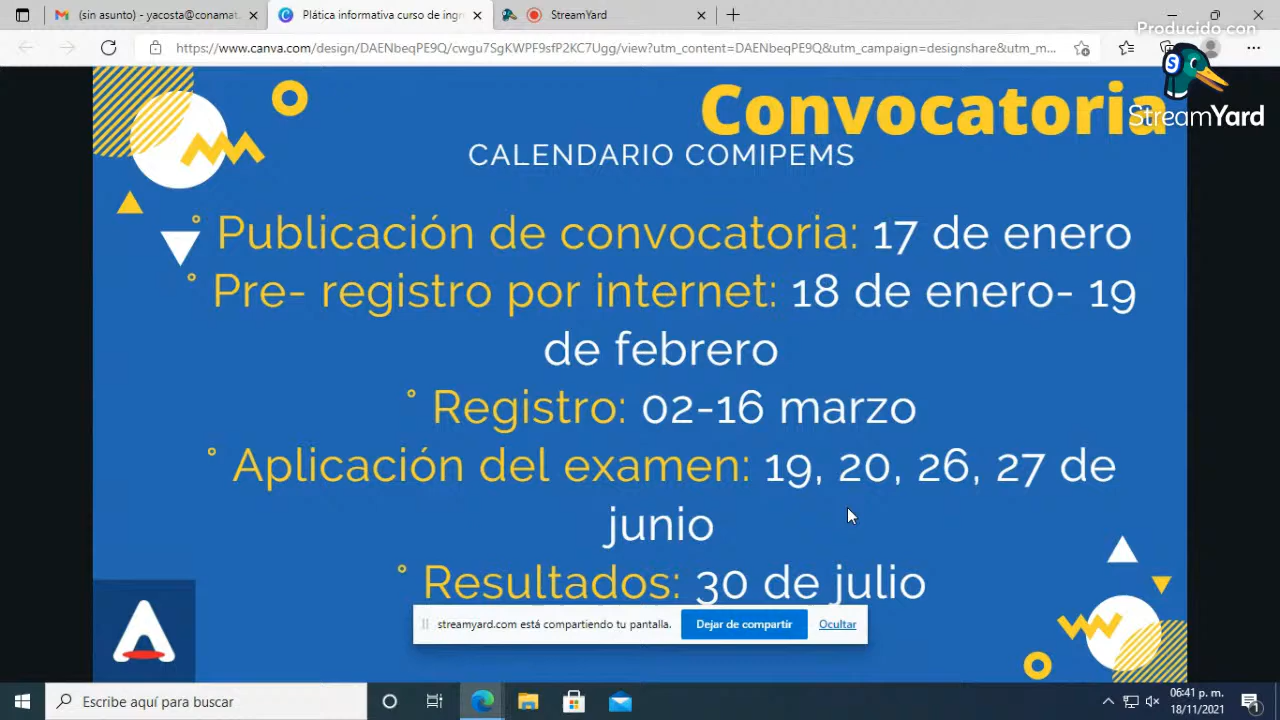 (sin asunto) - yacosta@conamat
Plática informativa curso de ingr
StreamYard
Producido con
https://www.canva.com/design/DAENbeqPE9Q/cwgu7SgKWPF9sfP2KC7Ugg/view?utm_content=DAENbeqPE9Q&utm_campaign=designshare&utm_m...
S
StreamYard
Convocatoria
CALENDARIO COMIPEMS
° Publicación de convocatoria: 17 de enero
° Pre- registro por internet: 18 de enero- 19
de febrero
° Registro: 02-16 marzo
° Aplicación del examen: 19, 20, 26, 27 de
junio
° Resultados: 30 de julio
streamyard.com está compartiendo tu pantalla.
Dejar de compartir
Ocultar
Escribe aquí para buscar
06:41 p. m.
18/11/2021
1